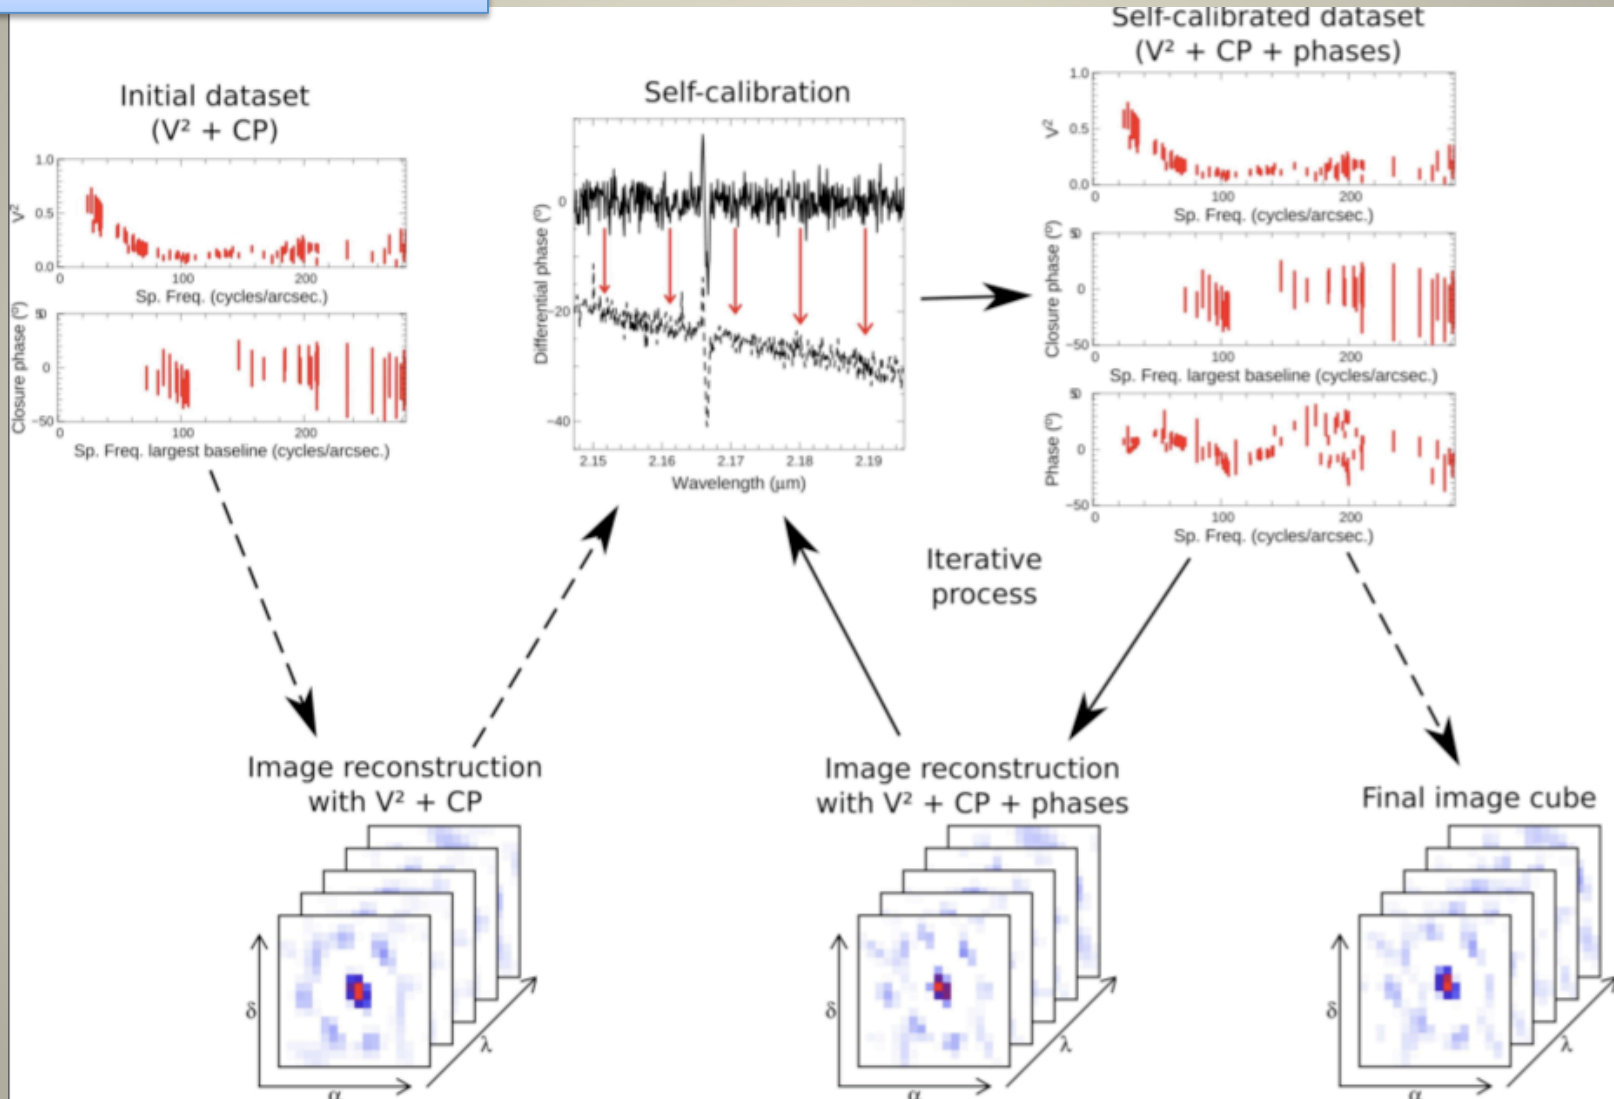 Initial dataset
(V² + CP)
1.0
0.5
0.0
V²
0
100
200
Sp. Freq. (cycles/arcsec.)
0
−50
Closure phase (º)
0
100
200
Sp. Freq. largest baseline (cycles/arcsec.)
Self-calibration
0
−20
−40
Differential phase (º)
2.15
2.16
2.17
2.18
2.19
Wavelength (μm)
Self-calibrated dataset
(V² + CP + phases)
1.0
0.5
0.0
V²
0
100
200
Sp. Freq. (cycles/arcsec.)
0
−50
Closure phase (º)
0
100
200
Sp. Freq. largest baseline (cycles/arcsec.)
0
−50
Phase (º)
0
100
200
Sp. Freq. (cycles/arcsec.)
Iterative
process
Image reconstruction
with V² + CP
δ
α
λ
Image reconstruction
with V² + CP + phases
δ
α
λ
Final image cube
δ
α
λ